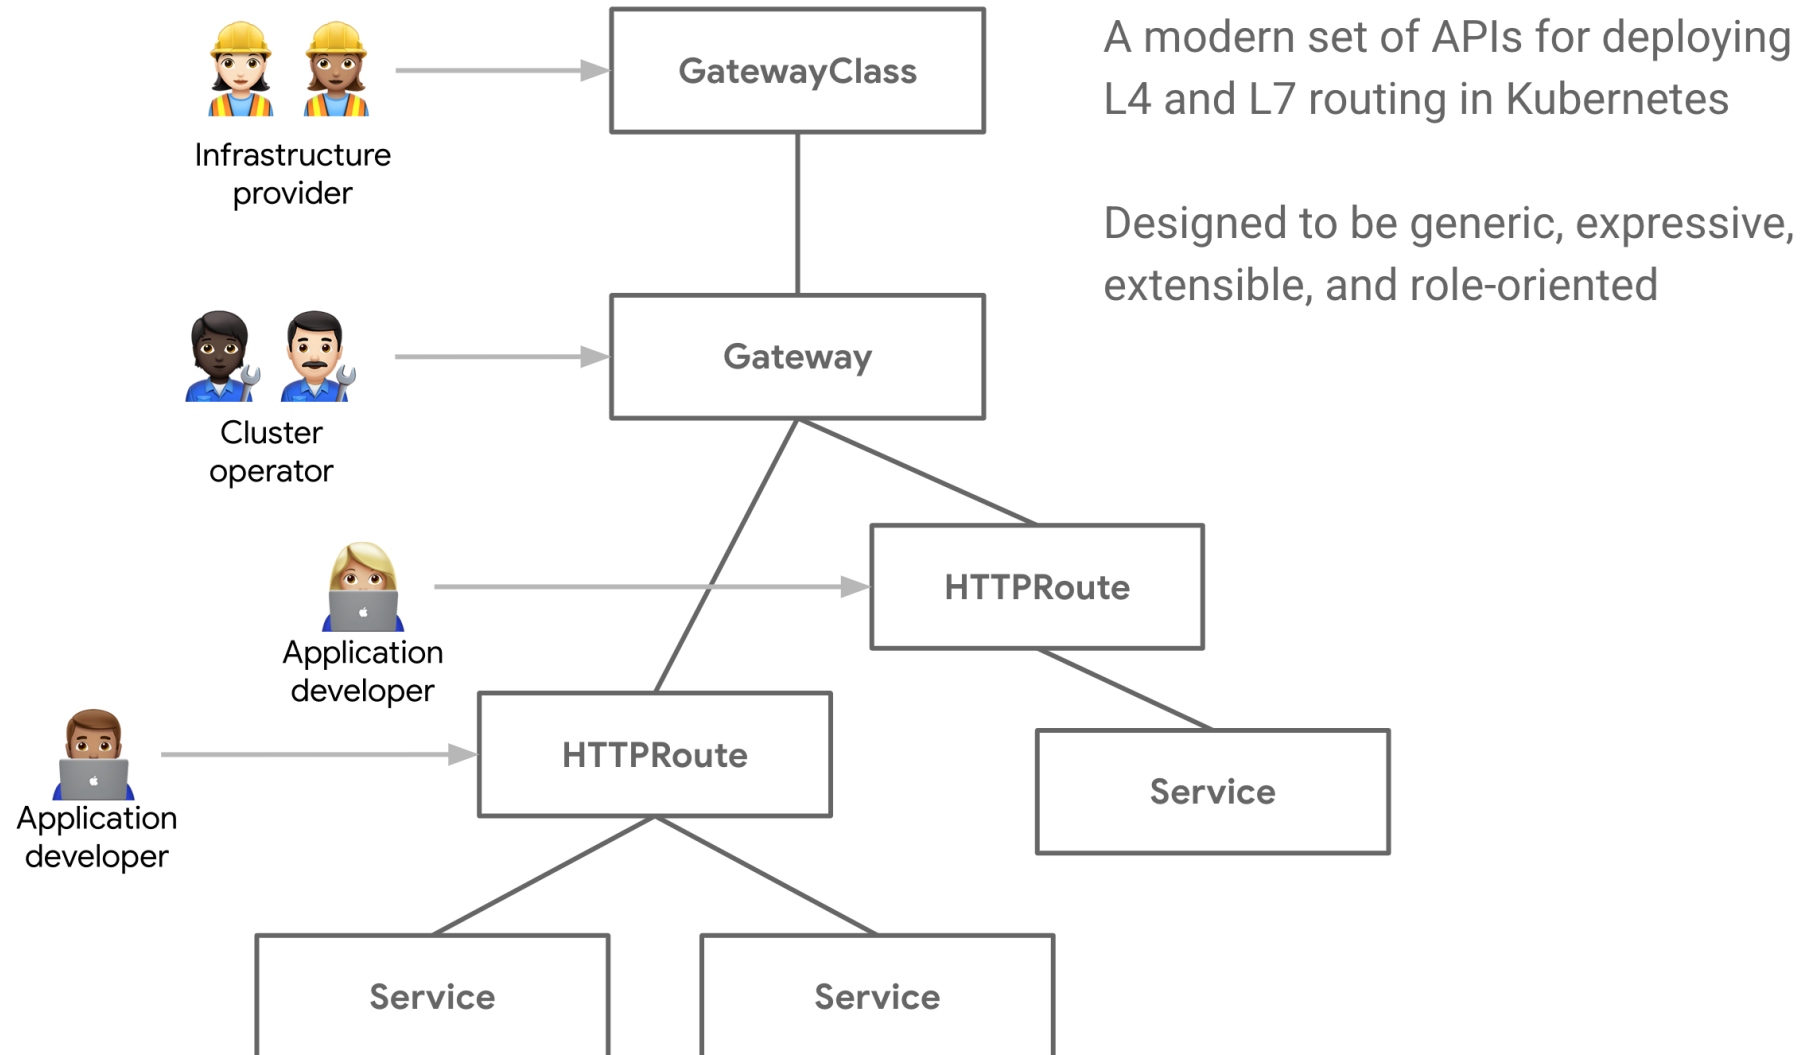 GatewayClass
A modern set of APIs for deploying
L4 and L7 routing in Kubernetes
Infrastructure
provider
Designed to be generic, expressive,
extensible, and role-oriented
Gateway
Cluster
operator
HTTPRoute
Application
developer
HTTPRoute
Service
Application
developer
Service
Service